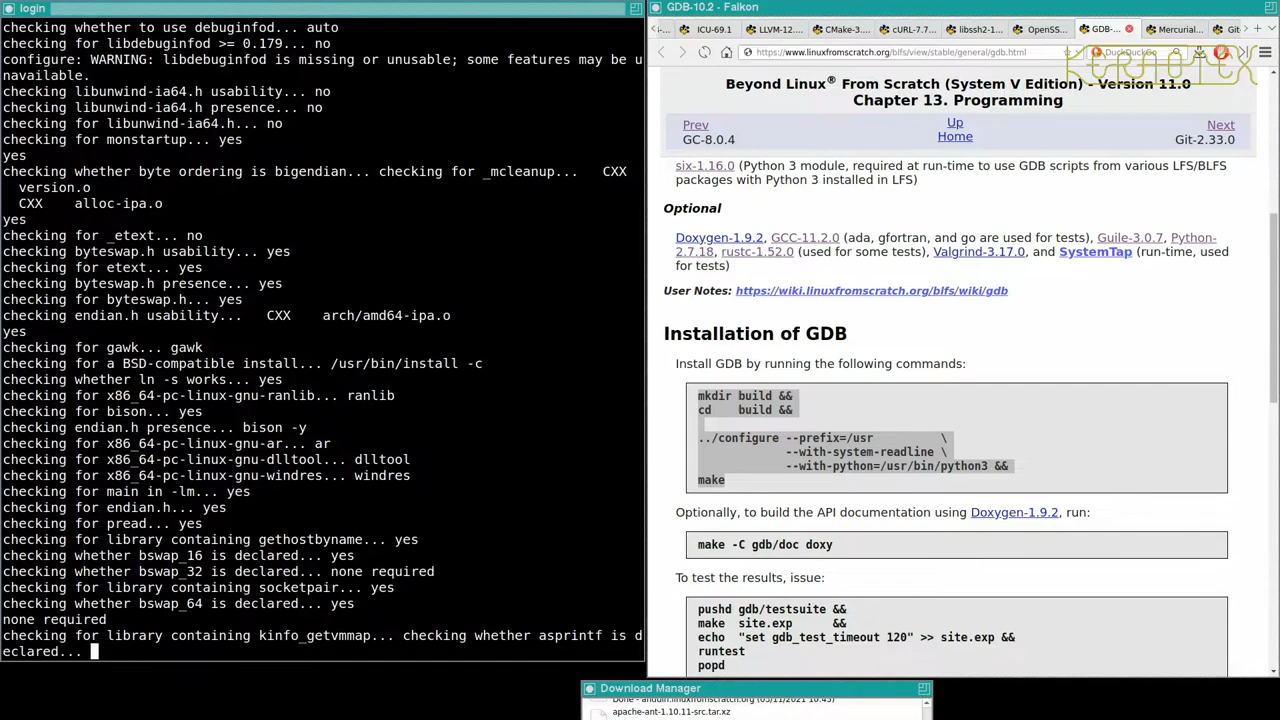 login
checking whether to use debuginfod... auto
checking for libdebuginfod >= 0.179... no
configure: WARNING: libdebuginfod is missing or unusable; some features may be u
navailable.
checking libunwind-ia64.h usability... no
checking libunwind-ia64.h presence... no
checking for libunwind-ia64.h... no
checking for monstartup... yes
yes
checking whether byte ordering is bigendian... checking for _mcleanup...   CXX
  version.o
  CXX    alloc-ipa.o
yes
checking for _etext... no
checking byteswap.h usability... yes
checking for etext... yes
checking byteswap.h presence... yes
checking for byteswap.h... yes
checking endian.h usability...   CXX    arch/amd64-ipa.o
yes
checking for gawk... gawk
checking for a BSD-compatible install... /usr/bin/install -c
checking whether ln -s works... yes
checking for x86_64-pc-linux-gnu-ranlib... ranlib
checking for bison... yes
checking endian.h presence... bison -y
checking for x86_64-pc-linux-gnu-ar... ar
checking for x86_64-pc-linux-gnu-dlltool... dlltool
checking for x86_64-pc-linux-gnu-windres... windres
checking for main in -lm... yes
checking for endian.h... yes
checking for pread... yes
checking for library containing gethostbyname... yes
checking whether bswap_16 is declared... yes
checking whether bswap_32 is declared... none required
checking for library containing socketpair... yes
checking whether bswap_64 is declared... yes
none required
checking for library containing kinfo_getvmmap... checking whether asprintf is d
eclared...
GDB-10.2 - Falkon
ICU-69.1 LLVM-12.... CMake-3.... cURL-7.7... libssh2-1... OpenSS... GDB-... Mercurial... Git
https://www.linuxfromscratch.org/blfs/view/stable/general/gdb.html DuckDuckGo
KERNOTEX
Beyond Linux® From Scratch (System V Edition) - Version 11.0
Chapter 13. Programming
Prev Up Next
GC-8.0.4 Home Git-2.33.0
six-1.16.0 (Python 3 module, required at run-time to use GDB scripts from various LFS/BLFS
packages with Python 3 installed in LFS)
Optional
Doxygen-1.9.2, GCC-11.2.0 (ada, gfortran, and go are used for tests), Guile-3.0.7, Python-
2.7.18, rustc-1.52.0 (used for some tests), Valgrind-3.17.0, and SystemTap (run-time, used
for tests)
User Notes: https://wiki.linuxfromscratch.org/blfs/wiki/gdb
Installation of GDB
Install GDB by running the following commands:
mkdir build &&
cd    build &&
../configure --prefix=/usr          \
--with-system-readline \
--with-python=/usr/bin/python3 &&
make
Optionally, to build the API documentation using Doxygen-1.9.2, run:
make -C gdb/doc doxy
To test the results, issue:
pushd gdb/testsuite &&
make  site.exp      &&
echo  "set gdb_test_timeout 120" >> site.exp &&
runtest
popd
Download Manager
Done - anduin.linuxfromscratch.org (05/11/2021 10:45)
apache-ant-1.10.11-src.tar.xz